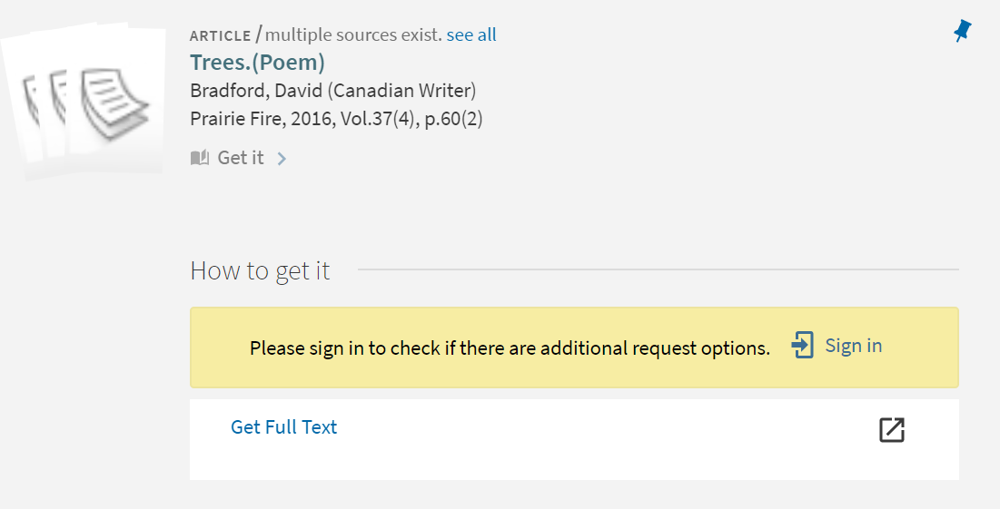 ARTICLE / multiple sources exist. see all
Trees.(Poem)
Bradford, David (Canadian Writer)
Prairie Fire, 2016, Vol.37(4), p.60(2)
Get it
How to get it
Please sign in to check if there are additional request options. Sign in
Get Full Text